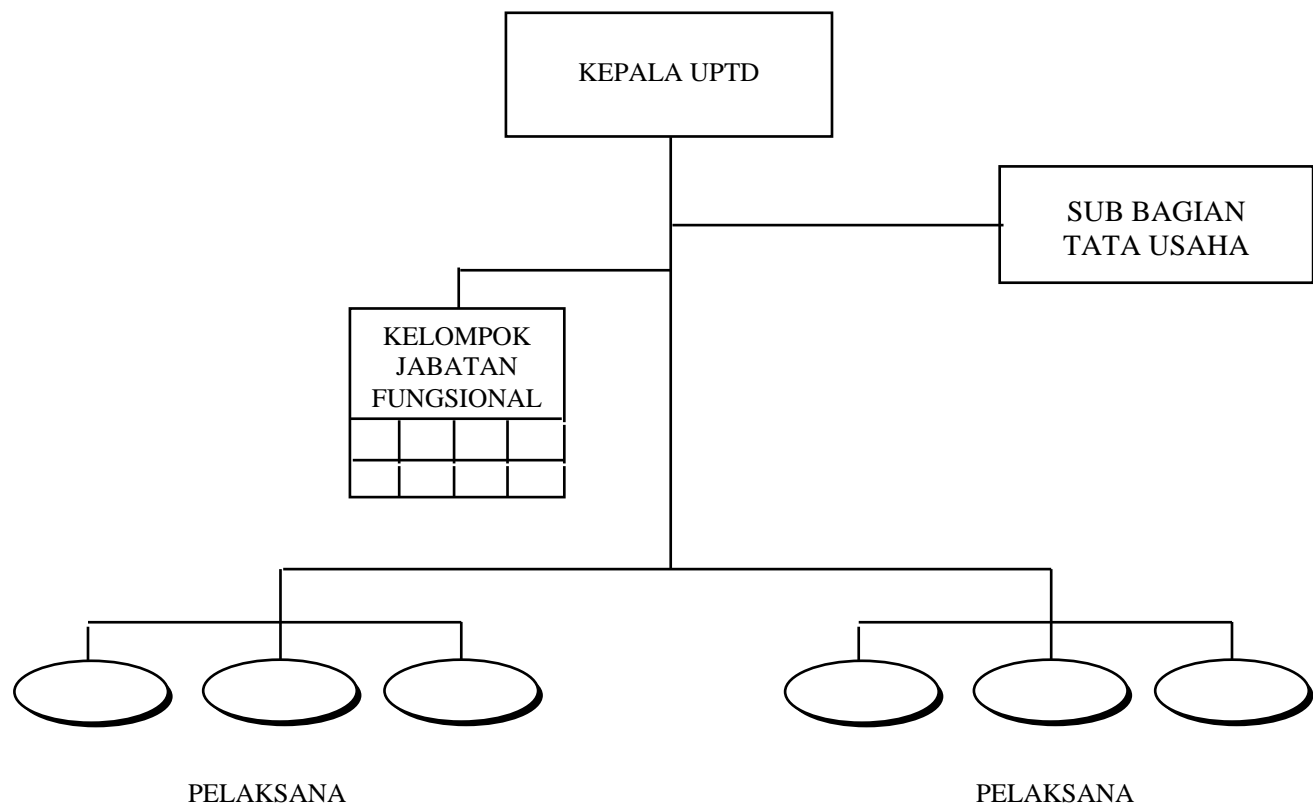 KEPALA UPTD
SUB BAGIAN
TATA USAHA
KELOMPOK
JABATAN
FUNGSIONAL
PELAKSANA
PELAKSANA